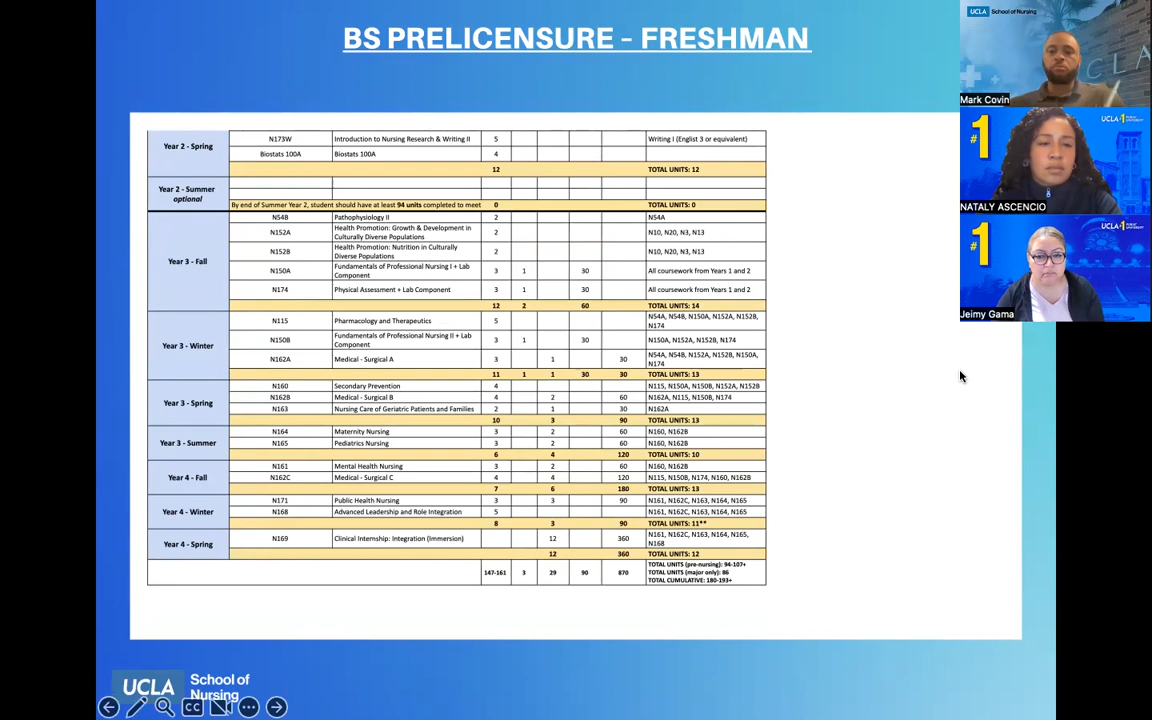 BS PRELICENSURE – FRESHMAN
UCLA School of Nursing
UCLA
Mark Covin
#1
UCLA #1 PUBLIC UNIVERSITY
NATALY ASCENCIO
#1
UCLA #1 PUBLIC UNIVERSITY
Jeimy Gama
Year 2 - Spring
N173W Introduction to Nursing Research & Writing II 5 Writing I (Englist 3 or equivalent)
Biostats 100A Biostats 100A 4
12 TOTAL UNITS: 12
Year 2 - Summer
optional
By end of Summer Year 2, student should have at least 94 units completed to meet 0 TOTAL UNITS: 0
Year 3 - Fall
N54B Pathophysiology II 2 N54A
N152A Health Promotion: Growth & Development in Culturally Diverse Populations 2 N10, N20, N3, N13
N152B Health Promotion: Nutrition in Culturally Diverse Populations 2 N10, N20, N3, N13
N150A Fundamentals of Professional Nursing I + Lab Component 3 1 30 All coursework from Years 1 and 2
N174 Physical Assessment + Lab Component 3 1 30 All coursework from Years 1 and 2
12 2 60 TOTAL UNITS: 14
Year 3 - Winter
N115 Pharmacology and Therapeutics 5 N54A, N54B, N150A, N152A, N152B, N174
N150B Fundamentals of Professional Nursing II + Lab Component 3 1 30 N150A, N152A, N152B, N174
N162A Medical - Surgical A 3 1 30 N54A, N54B, N152A, N152B, N150A, N174
11 1 1 30 30 TOTAL UNITS: 13
Year 3 - Spring
N160 Secondary Prevention 4 N115, N150A, N150B, N152A, N152B
N162B Medical - Surgical B 4 2 60 N162A, N115, N150B, N174
N163 Nursing Care of Geriatric Patients and Families 2 1 30 N162A
10 3 90 TOTAL UNITS: 13
Year 3 - Summer
N164 Maternity Nursing 3 2 60 N160, N162B
N165 Pediatrics Nursing 3 2 60 N160, N162B
6 4 120 TOTAL UNITS: 10
Year 4 - Fall
N161 Mental Health Nursing 3 2 60 N160, N162B
N162C Medical - Surgical C 4 4 120 N115, N150B, N174, N160, N162B
7 6 180 TOTAL UNITS: 13
Year 4 - Winter
N171 Public Health Nursing 3 3 90 N161, N162C, N163, N164, N165
N168 Advanced Leadership and Role Integration 5 N161, N162C, N163, N164, N165
8 3 90 TOTAL UNITS: 11**
Year 4 - Spring
N169 Clinical Internship: Integration (Immersion) 12 360 N161, N162C, N163, N164, N165, N168
12 360 TOTAL UNITS: 12
147-161 3 29 90 870 TOTAL UNITS (pre-nursing): 94-107+
TOTAL UNITS (major only): 86
TOTAL CUMULATIVE: 180-193+
UCLA School of Nursing
CC